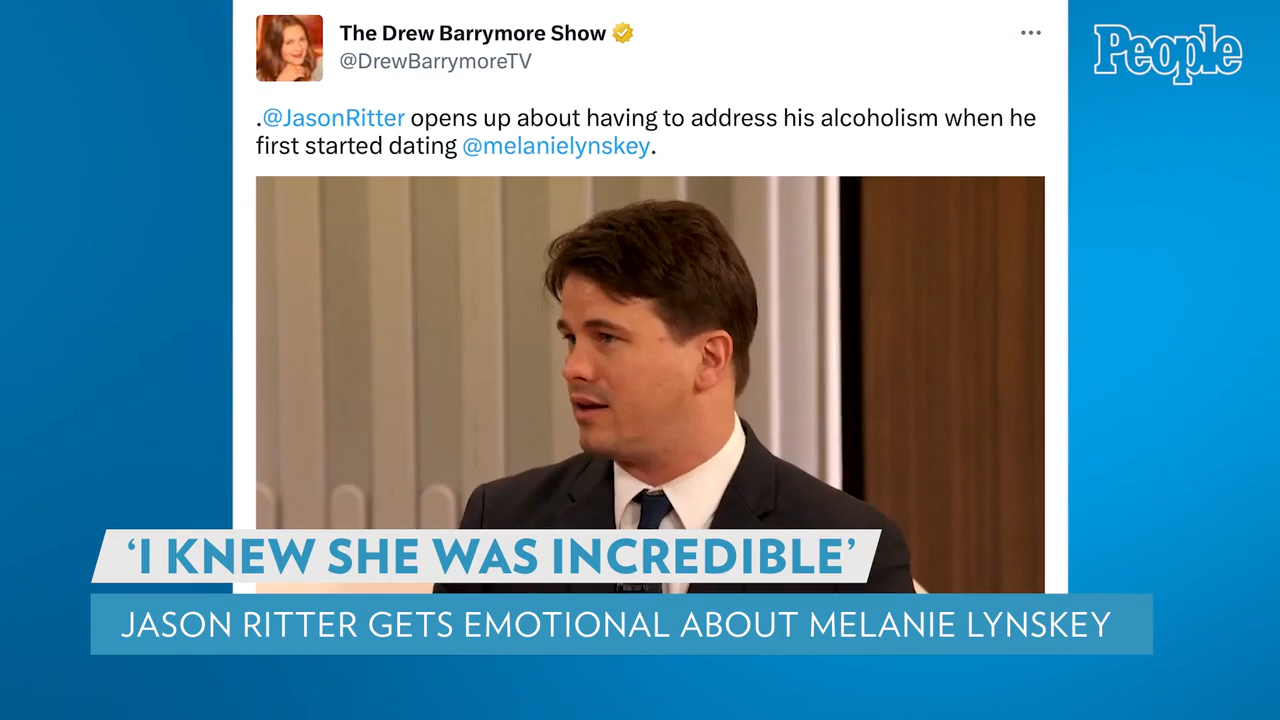 The Drew Barrymore Show
@DrewBarrymoreTV
People
.@JasonRitter opens up about having to address his alcoholism when he
first started dating @melanielynskey.
‘I KNEW SHE WAS INCREDIBLE’
JASON RITTER GETS EMOTIONAL ABOUT MELANIE LYNSKEY